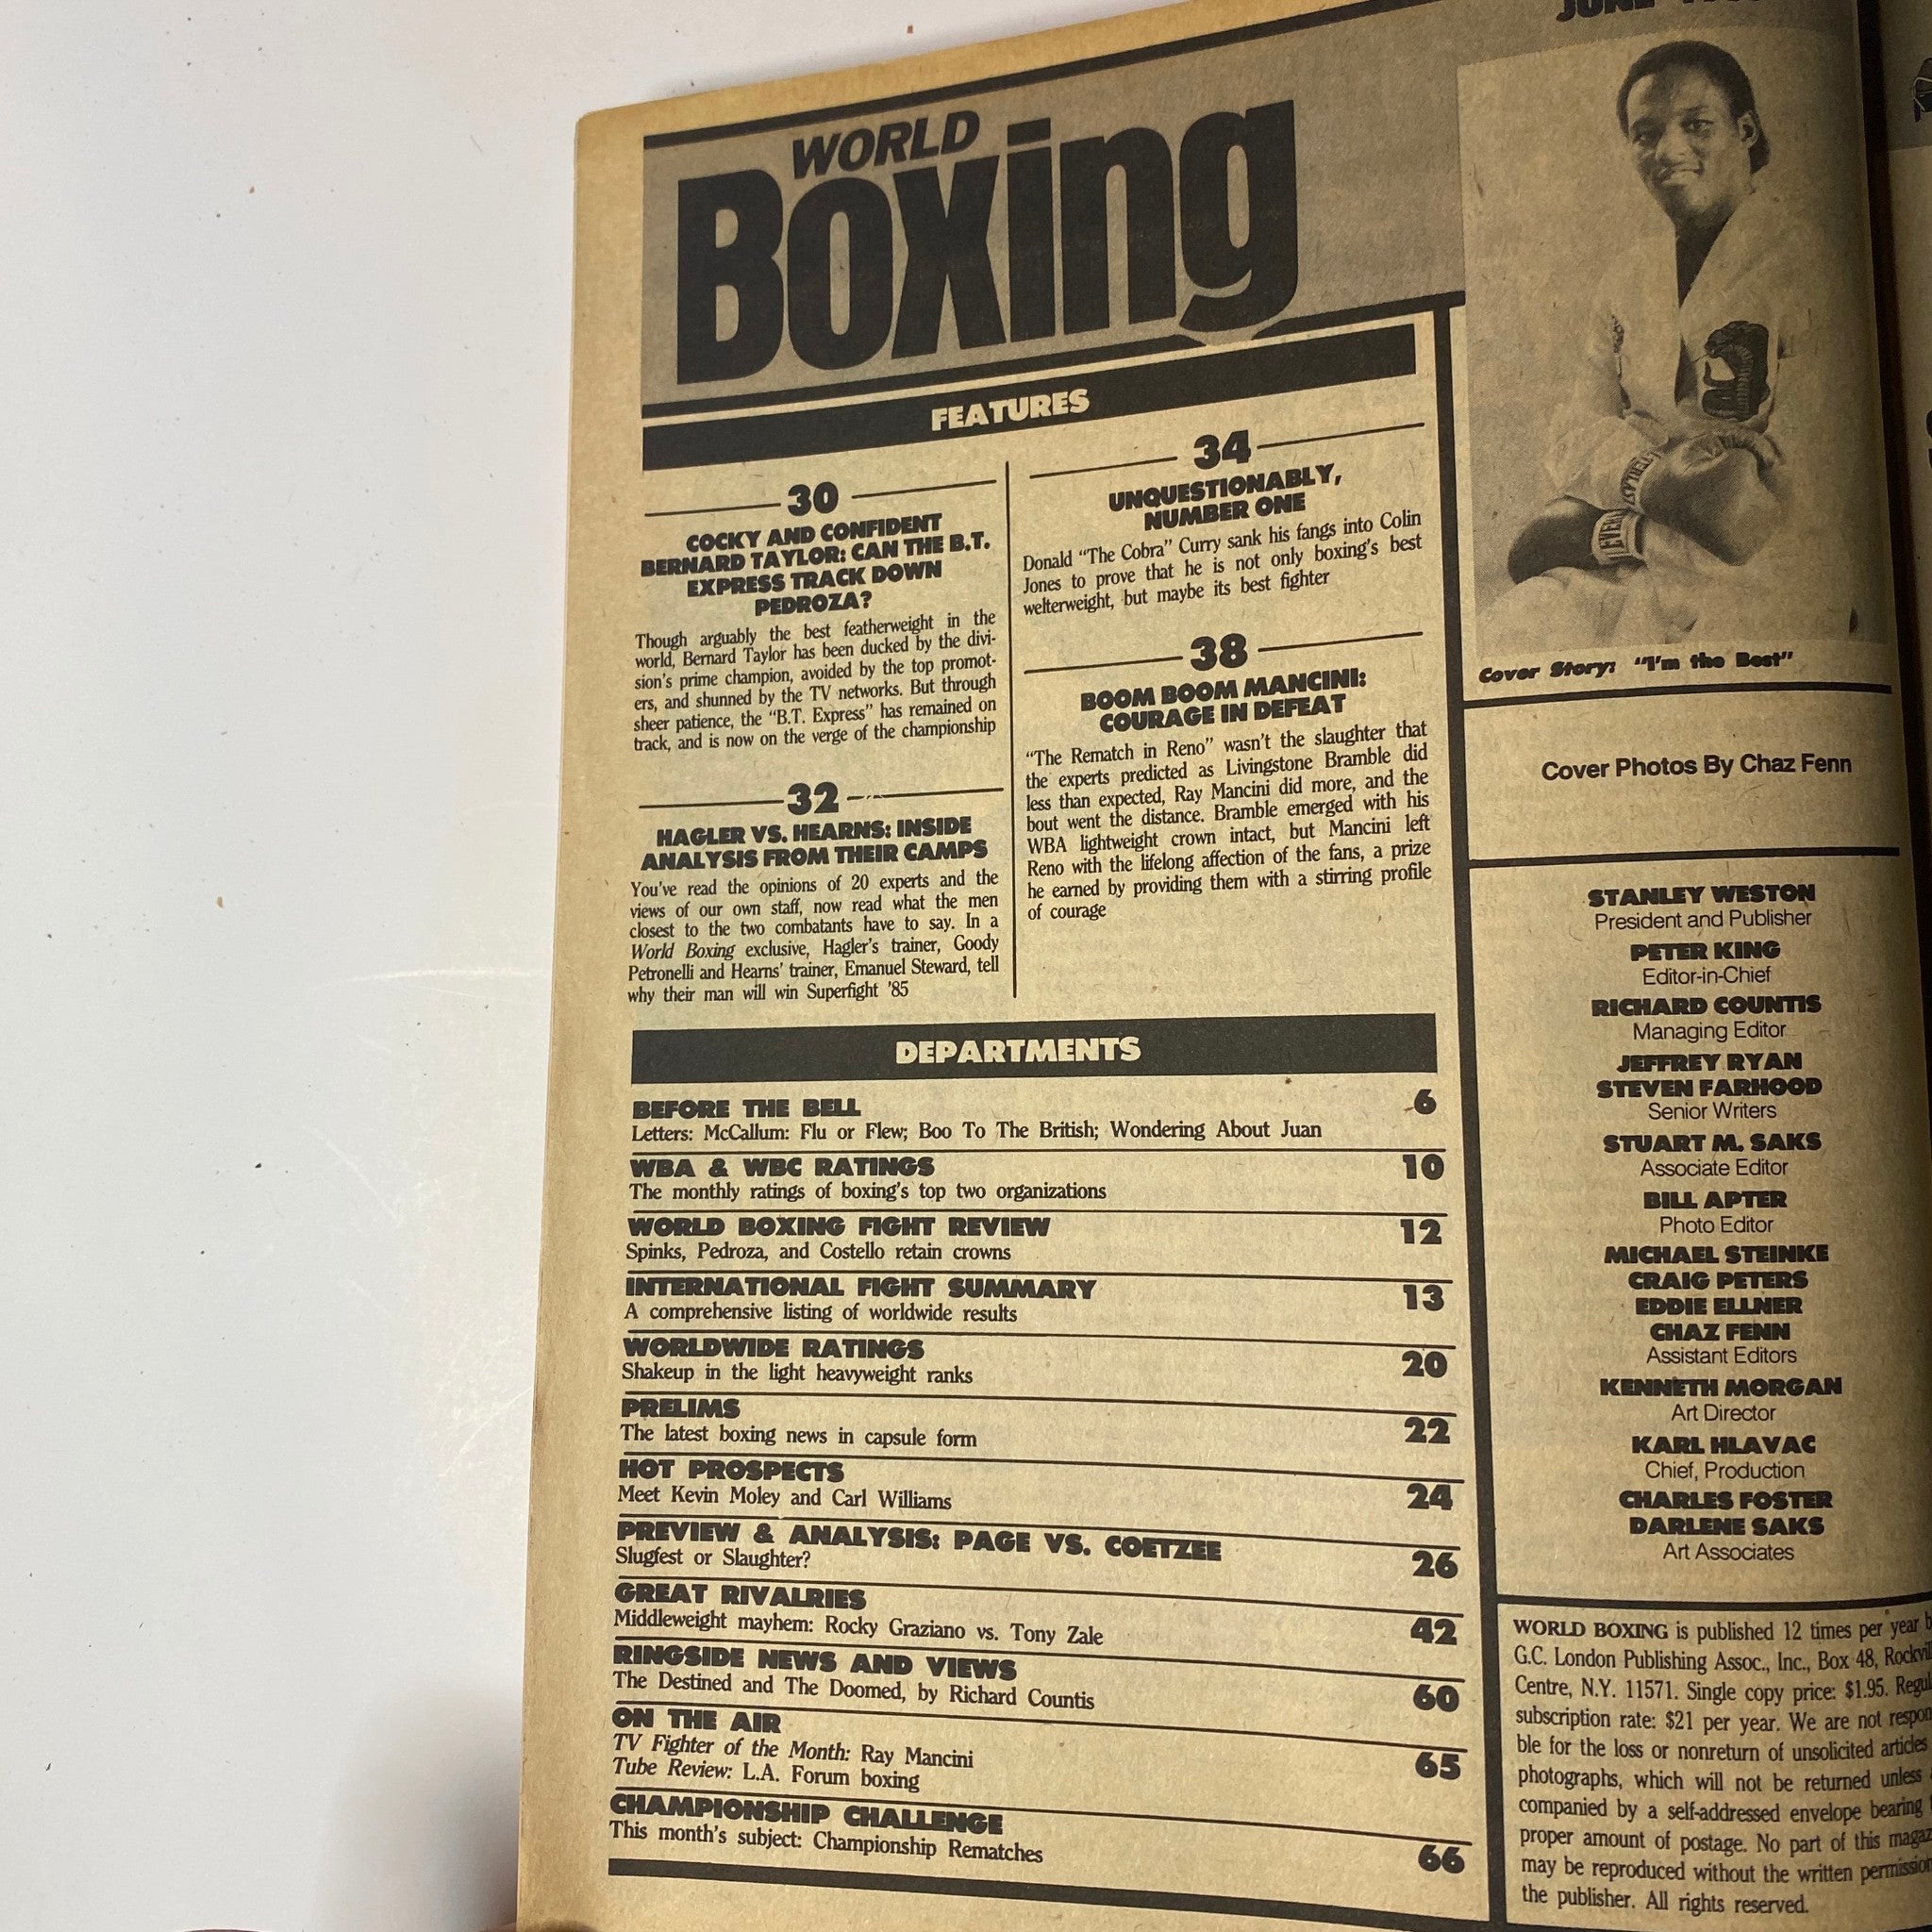 WORLD
BOXing
FEATURES
30
COCKY AND CONFIDENT
BERNARD TAYLOR: CAN THE B.T.
EXPRESS TRACK DOWN
PEDROZA?
Though arguably the best featherweight in the
world, Bernard Taylor has been ducked by the divi-
sion's prime champion, avoided by the top promot-
ers, and shunned by the TV networks. But through
sheer patience, the "B.T. Express" has remained on
track, and is now on the verge of the championship
32
HAGLER VS. HEARNS: INSIDE
ANALYSIS FROM THEIR CAMPS
You've read the opinions of 20 experts and the
views of our own staff, now read what the men
closest to the two combatants have to say. In a
World Boxing exclusive, Hagler's trainer, Goody
Petronelli and Hearns' trainer, Emanuel Steward, tell
why their man will win Superfight '85
34
UNQUESTIONABLY,
NUMBER ONE
Donald "The Cobra" Curry sank his fangs into Colin
Jones to prove that he is not only boxing's best
welterweight, but maybe its best fighter
38
BOOM BOOM MANCINI:
COURAGE IN DEFEAT
"The Rematch in Reno" wasn't the slaughter that
the experts predicted as Livingstone Bramble did
less than expected, Ray Mancini did more, and the
bout went the distance. Bramble emerged with his
WBA lightweight crown intact, but Mancini left
Reno with the lifelong affection of the fans, a prize
he earned by providing them with a stirring profile
of courage
DEPARTMENTS
BEFORE THE BELL 6
Letters: McCallum: Flu or Flew; Boo To The British; Wondering About Juan
WBA & WBC RATINGS 10
The monthly ratings of boxing's top two organizations
WORLD BOXING FIGHT REVIEW 12
Spinks, Pedroza, and Costello retain crowns
INTERNATIONAL FIGHT SUMMARY 13
A comprehensive listing of worldwide results
WORLDWIDE RATINGS 20
Shakeup in the light heavyweight ranks
PRELIMS 22
The latest boxing news in capsule form
HOT PROSPECTS 24
Meet Kevin Moley and Carl Williams
PREVIEW & ANALYSIS: PAGE VS. COETZEE 26
Slugfest or Slaughter?
GREAT RIVALRIES 42
Middleweight mayhem: Rocky Graziano vs. Tony Zale
RINGSIDE NEWS AND VIEWS 60
The Destined and The Doomed, by Richard Countis
ON THE AIR 65
TV Fighter of the Month: Ray Mancini
Tube Review: L.A. Forum boxing
CHAMPIONSHIP CHALLENGE 66
This month's subject: Championship Rematches
JUNE
EVERLAST
EVER
Cover Story: "I'm the Best"
Cover Photos By Chaz Fenn
STANLEY WESTON
President and Publisher
PETER KING
Editor-in-Chief
RICHARD COUNTIS
Managing Editor
JEFFREY RYAN
STEVEN FARHOOD
Senior Writers
STUART M. SAKS
Associate Editor
BILL APTER
Photo Editor
MICHAEL STEINKE
CRAIG PETERS
EDDIE ELLNER
CHAZ FENN
Assistant Editors
KENNETH MORGAN
Art Director
KARL HLAVAC
Chief, Production
CHARLES FOSTER
DARLENE SAKS
Art Associates
WORLD BOXING is published 12 times per year
G.C. London Publishing Assoc., Inc., Box 48,
Centre, N.Y. 11571. Single copy price: $1.95.
subscription rate: $21 per year. We are not
ble for the loss or nonreturn of unsolicited articles
photographs, which will not be returned unless
companied by a self-addressed envelope bearing
proper amount of postage. No part of this
may be reproduced without the written permission
the publisher. All rights reserved.